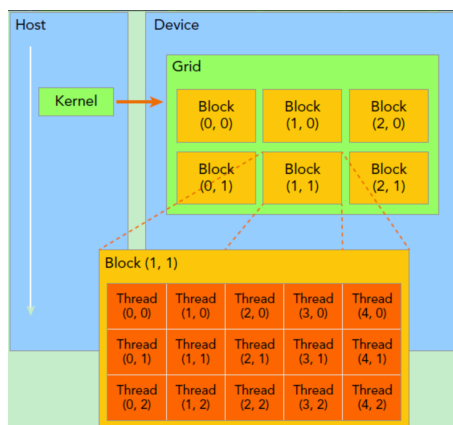 Host
Device
Grid
Kernel
Block
(0, 0)
Block
(1, 0)
Block
(2, 0)
Block
(0, 1)
Block
(1, 1)
Block
(2, 1)
Block (1, 1)
Thread
(0, 0)
Thread
(1, 0)
Thread
(2, 0)
Thread
(3, 0)
Thread
(4, 0)
Thread
(0, 1)
Thread
(1, 1)
Thread
(2, 1)
Thread
(3, 1)
Thread
(4, 1)
Thread
(0, 2)
Thread
(1, 2)
Thread
(2, 2)
Thread
(3, 2)
Thread
(4, 2)